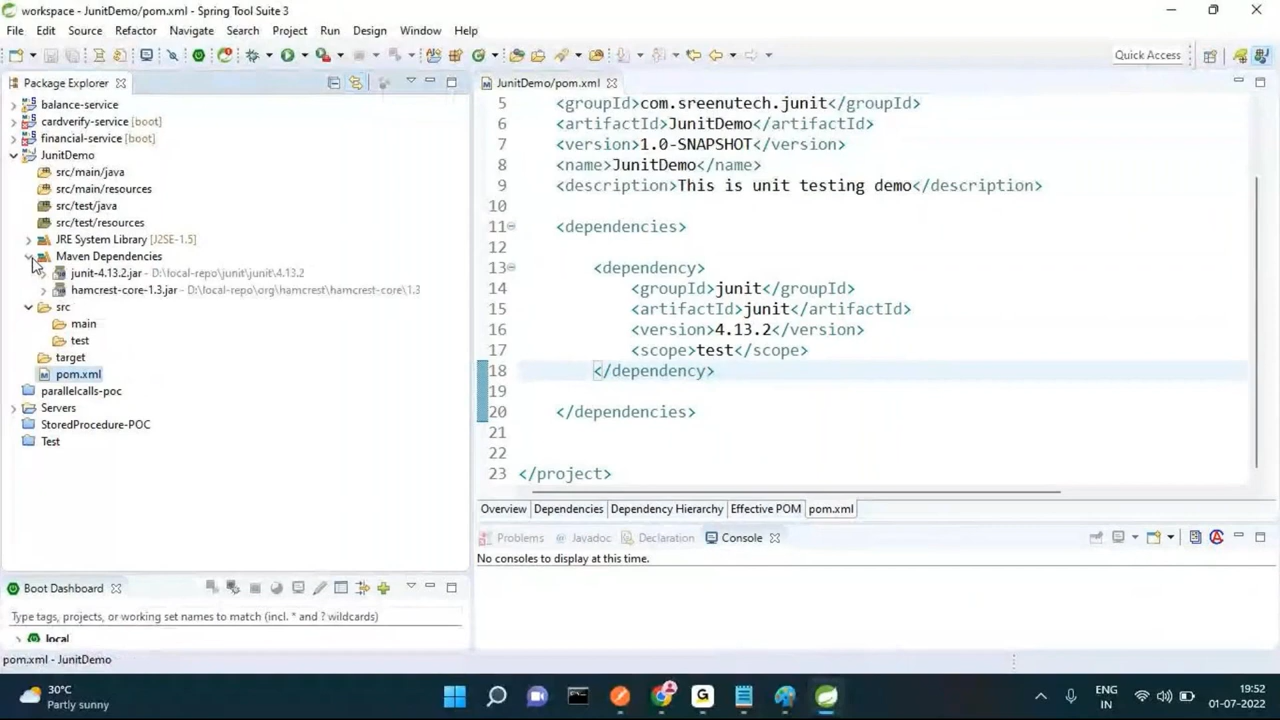 workspace - JunitDemo/pom.xml - Spring Tool Suite 3
File Edit Source Refactor Navigate Search Project Run Design Window Help
Quick Access
Package Explorer
balance-service
cardverify-service [boot]
financial-service [boot]
JunitDemo
src/main/java
src/main/resources
src/test/java
src/test/resources
JRE System Library [J2SE-1.5]
Maven Dependencies
junit-4.13.2.jar - D:\local-repo\junit\junit\4.13.2
hamcrest-core-1.3.jar - D:\local-repo\org\hamcrest\hamcrest-core\1.3
src
main
test
target
pom.xml
parallelcalls-poc
Servers
StoredProcedure-POC
Test
JunitDemo/pom.xml
5 <groupId>com.sreenutech.junit</groupId>
6 <artifactId>JunitDemo</artifactId>
7 <version>1.0-SNAPSHOT</version>
8 <name>JunitDemo</name>
9 <description>This is unit testing demo</description>
10
11 <dependencies>
12
13 <dependency>
14 <groupId>junit</groupId>
15 <artifactId>junit</artifactId>
16 <version>4.13.2</version>
17 <scope>test</scope>
18 </dependency>
19
20 </dependencies>
21
22
23 </project>
Overview Dependencies Dependency Hierarchy Effective POM pom.xml
Problems Javadoc Declaration Console
No consoles to display at this time.
Boot Dashboard
Type tags, projects, or working set names to match (incl. * and ? wildcards)
local
pom.xml - JunitDemo
30°C
Partly sunny
ENG
IN
19:52
01-07-2022